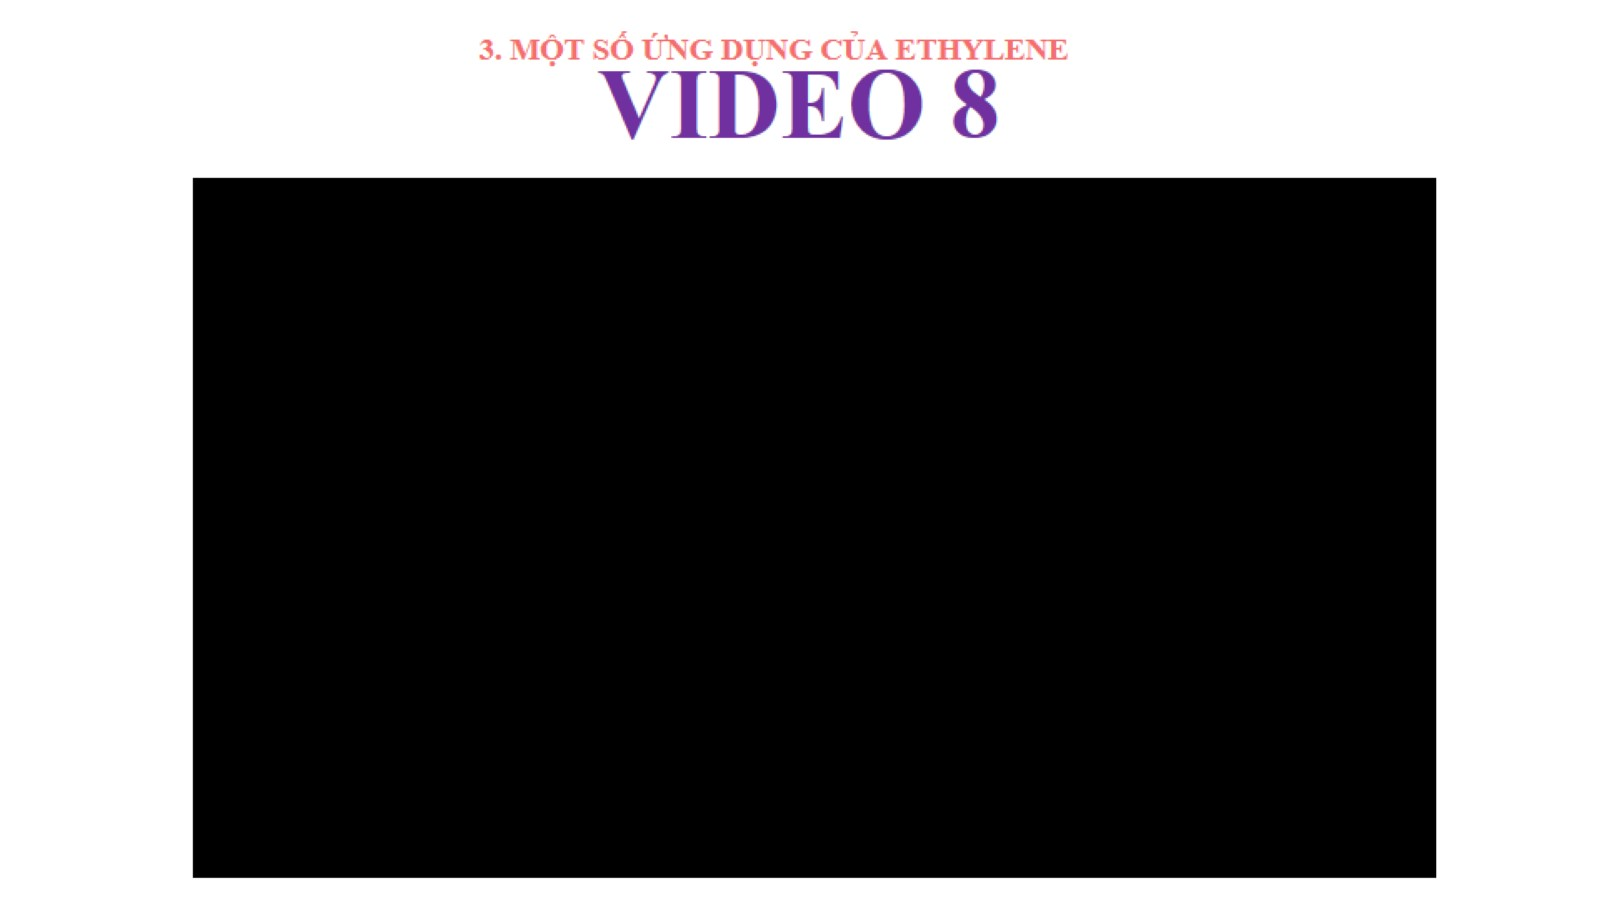 3. MỘT SỐ ỨNG DỤNG CỦA ETHYLENE
VIDEO 8